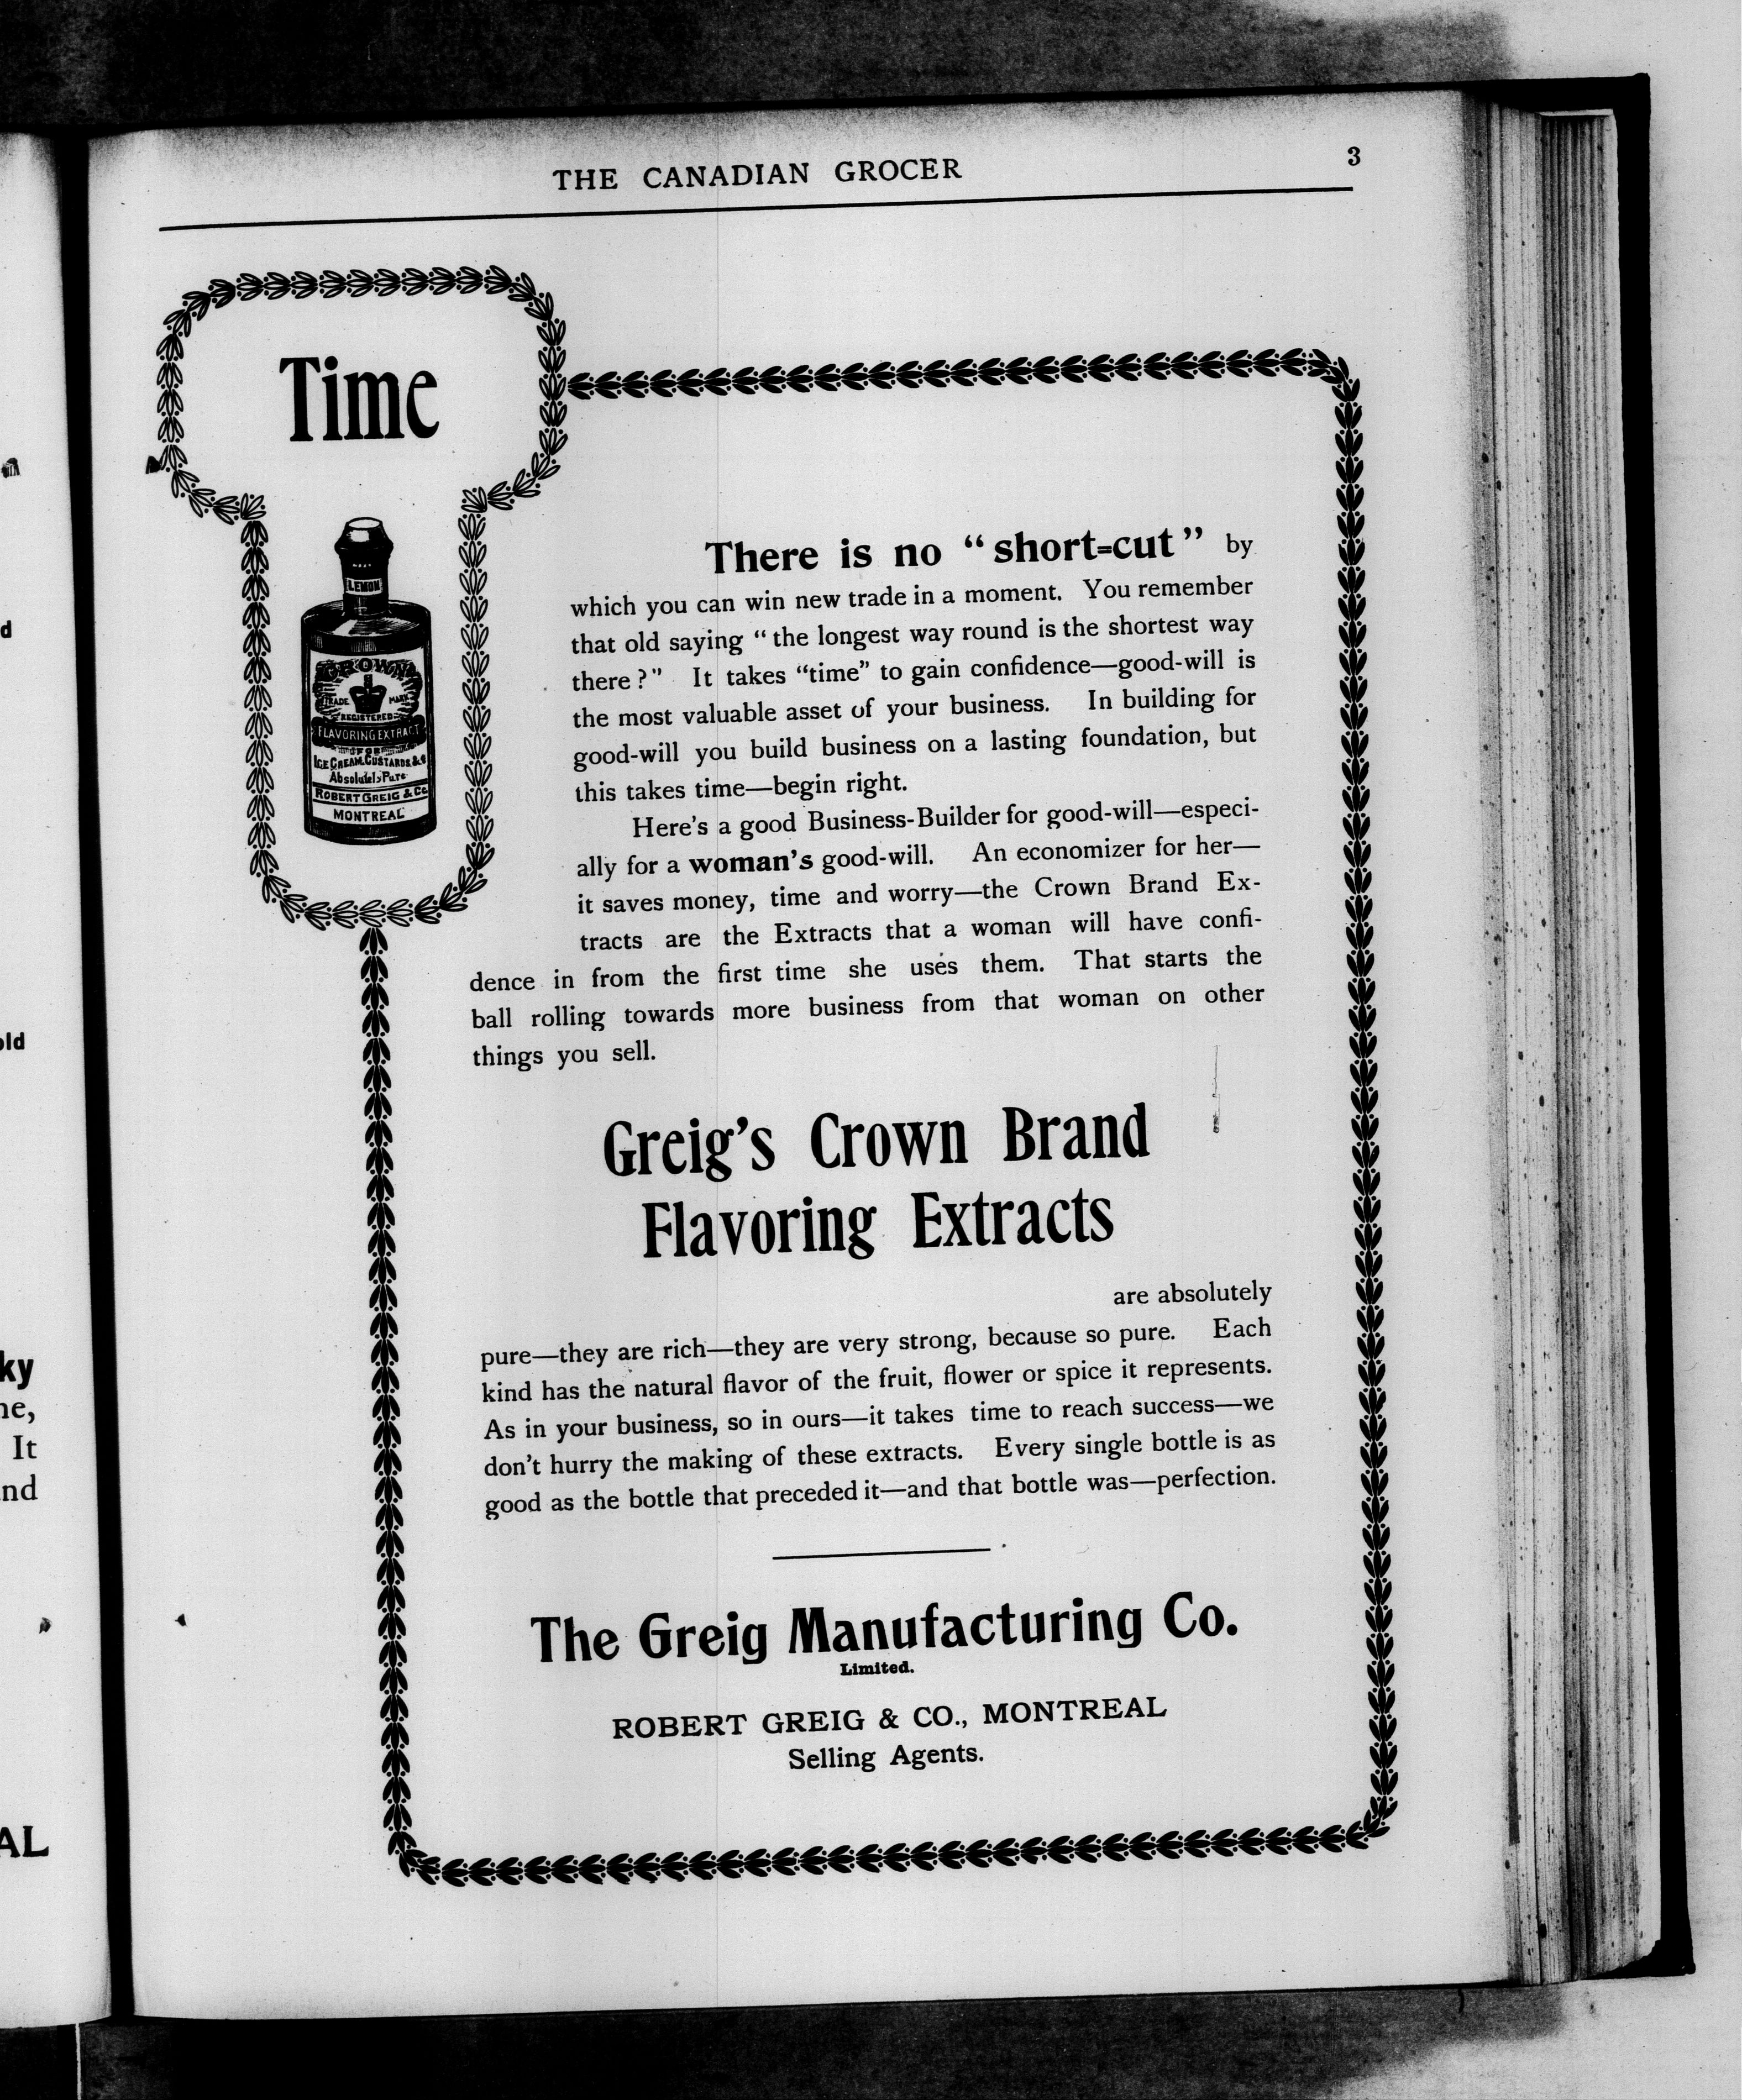 THE CANADIAN GROCER
3
Time
LEMON
CROWN
TRADE MARK
REGISTERED
FLAVORING EXTRACT
FOR
ICE CREAM, CUSTARDS &c
Absolutely Pure
ROBERT GREIG & Co
MONTREAL
There is no “short=cut” by
which you can win new trade in a moment. You remember
that old saying “the longest way round is the shortest way
there?” It takes “time” to gain confidence—good-will is
the most valuable asset of your business. In building for
good-will you build business on a lasting foundation, but
this takes time—begin right.
Here's a good Business-Builder for good-will—especi-
ally for a woman's good-will. An economizer for her—
it saves money, time and worry—the Crown Brand Ex-
tracts are the Extracts that a woman will have confi-
dence in from the first time she uses them. That starts the
ball rolling towards more business from that woman on other
things you sell.
Greig's Crown Brand
Flavoring Extracts
are absolutely
pure—they are rich—they are very strong, because so pure. Each
kind has the natural flavor of the fruit, flower or spice it represents.
As in your business, so in ours—it takes time to reach success—we
don't hurry the making of these extracts. Every single bottle is as
good as the bottle that preceded it—and that bottle was—perfection.
The Greig Manufacturing Co.
Limited.
ROBERT GREIG & CO., MONTREAL
Selling Agents.